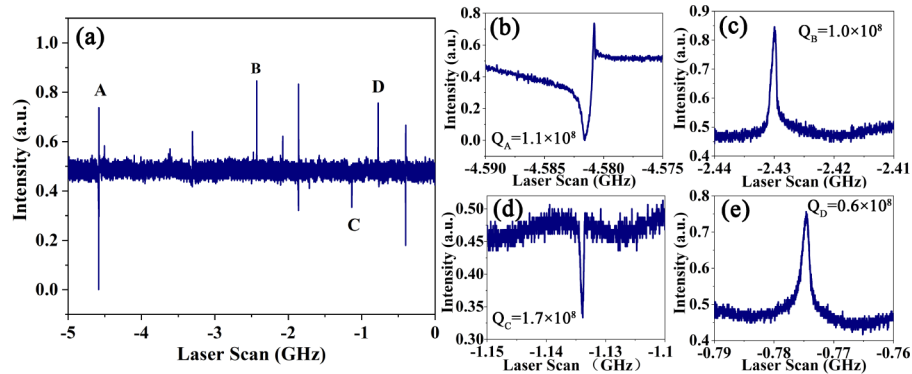 (a)
Intensity (a.u.)
1.0
0.8
0.6
0.4
0.2
0.0
A
B
D
C
-5
-4
-3
-2
-1
0
Laser Scan (GHz)
(b)
Intensity (a.u.)
0.8
0.6
0.4
0.2
0.0
Q_A=1.1×10⁸
-4.590
-4.585
-4.580
-4.575
Laser Scan (GHz)
(c)
Intensity (a.u.)
0.9
0.8
0.7
0.6
0.5
0.4
Q_B=1.0×10⁸
-2.44
-2.43
-2.42
-2.41
Laser Scan (GHz)
(d)
Intensity (a.u.)
0.50
0.45
0.40
0.35
0.30
Q_C=1.7×10⁸
-1.15
-1.14
-1.13
-1.1
Laser Scan （GHz）
(e)
Intensity (a.u.)
0.8
0.7
0.6
0.5
0.4
Q_D=0.6×10⁸
-0.79
-0.78
-0.77
-0.76
Laser Scan (GHz)